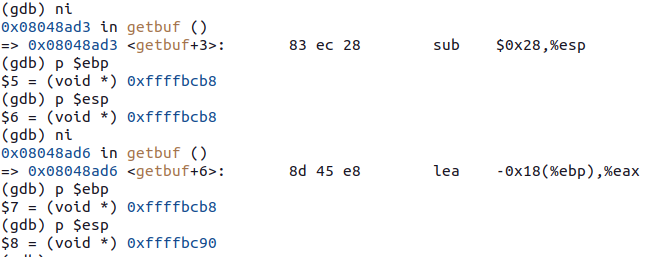 (gdb) ni
0x08048ad3 in getbuf ()
=> 0x08048ad3 <getbuf+3>:	83 ec 28	sub	$0x28,%esp
(gdb) p $ebp
$5 = (void *) 0xffffbcb8
(gdb) p $esp
$6 = (void *) 0xffffbcb8
(gdb) ni
0x08048ad6 in getbuf ()
=> 0x08048ad6 <getbuf+6>:	8d 45 e8	lea	-0x18(%ebp),%eax
(gdb) p $ebp
$7 = (void *) 0xffffbcb8
(gdb) p $esp
$8 = (void *) 0xffffbc90